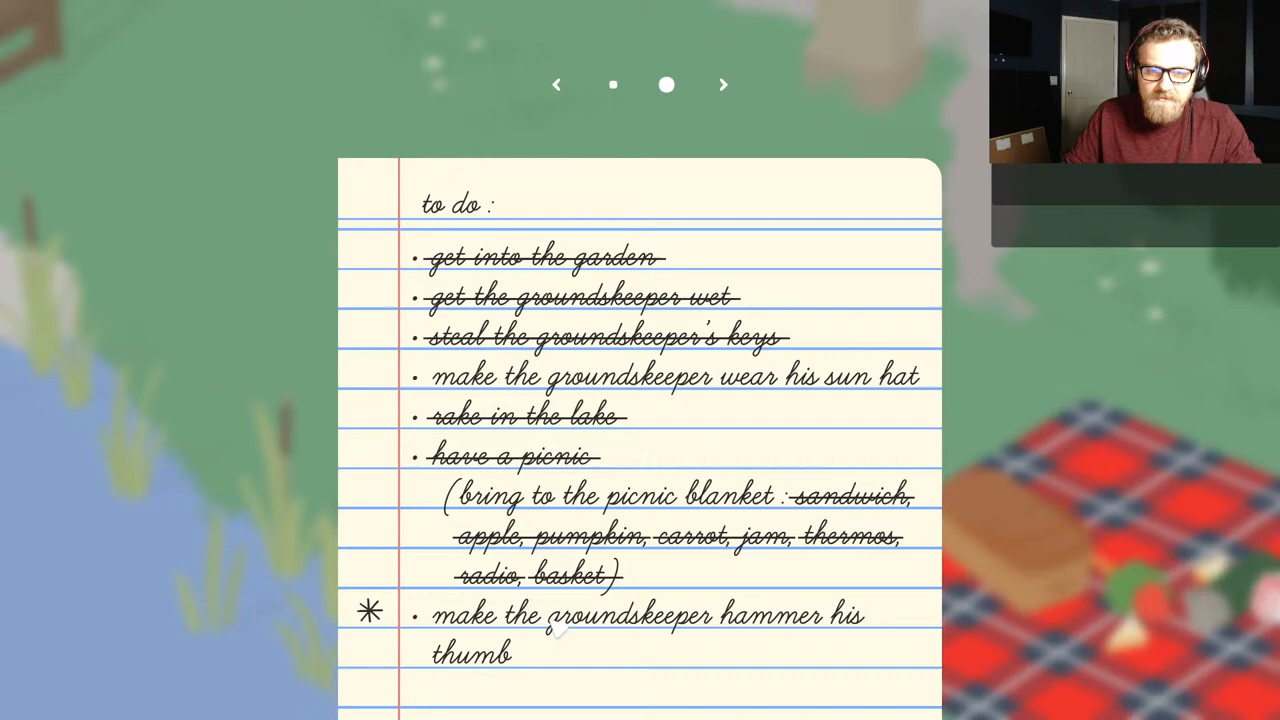 to do :
• get into the garden
• get the groundskeeper wet
• steal the groundskeeper's keys
• make the groundskeeper wear his sun hat
• rake in the lake
• have a picnic
(bring to the picnic blanket : sandwich,
apple, pumpkin, carrot, jam, thermos,
radio, basket)
• make the groundskeeper hammer his
thumb